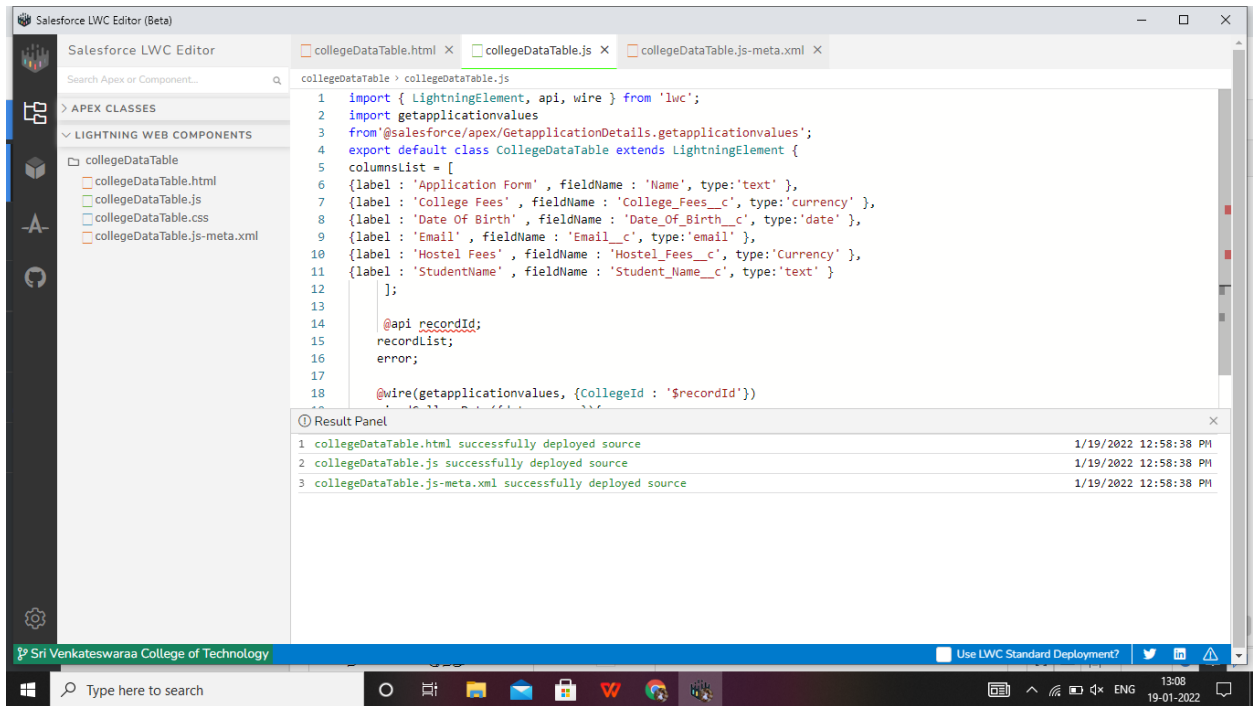 Salesforce LWC Editor (Beta)
Salesforce LWC Editor
Search Apex or Component...
APEX CLASSES
LIGHTNING WEB COMPONENTS
collegeDataTable
collegeDataTable.html
collegeDataTable.js
collegeDataTable.css
collegeDataTable.js-meta.xml
collegeDataTable.html collegeDataTable.js collegeDataTable.js-meta.xml
collegeDataTable > collegeDataTable.js
1 import { LightningElement, api, wire } from 'lwc';
2 import getapplicationvalues
3 from'@salesforce/apex/GetapplicationDetails.getapplicationvalues';
4 export default class CollegeDataTable extends LightningElement {
5 columnsList = [
6 {label : 'Application Form' , fieldName : 'Name', type:'text' },
7 {label : 'College Fees' , fieldName : 'College_Fees__c', type:'currency' },
8 {label : 'Date Of Birth' , fieldName : 'Date_Of_Birth__c', type:'date' },
9 {label : 'Email' , fieldName : 'Email__c', type:'email' },
10 {label : 'Hostel Fees' , fieldName : 'Hostel_Fees__c', type:'Currency' },
11 {label : 'StudentName' , fieldName : 'Student_Name__c', type:'text' }
12 ];
13
14 @api recordId;
15 recordList;
16 error;
17
18 @wire(getapplicationvalues, {CollegeId : '$recordId'})
Result Panel
1 collegeDataTable.html successfully deployed source 1/19/2022 12:58:38 PM
2 collegeDataTable.js successfully deployed source 1/19/2022 12:58:38 PM
3 collegeDataTable.js-meta.xml successfully deployed source 1/19/2022 12:58:38 PM
Sri Venkateswaraa College of Technology
Use LWC Standard Deployment?
Type here to search
ENG
13:08
19-01-2022